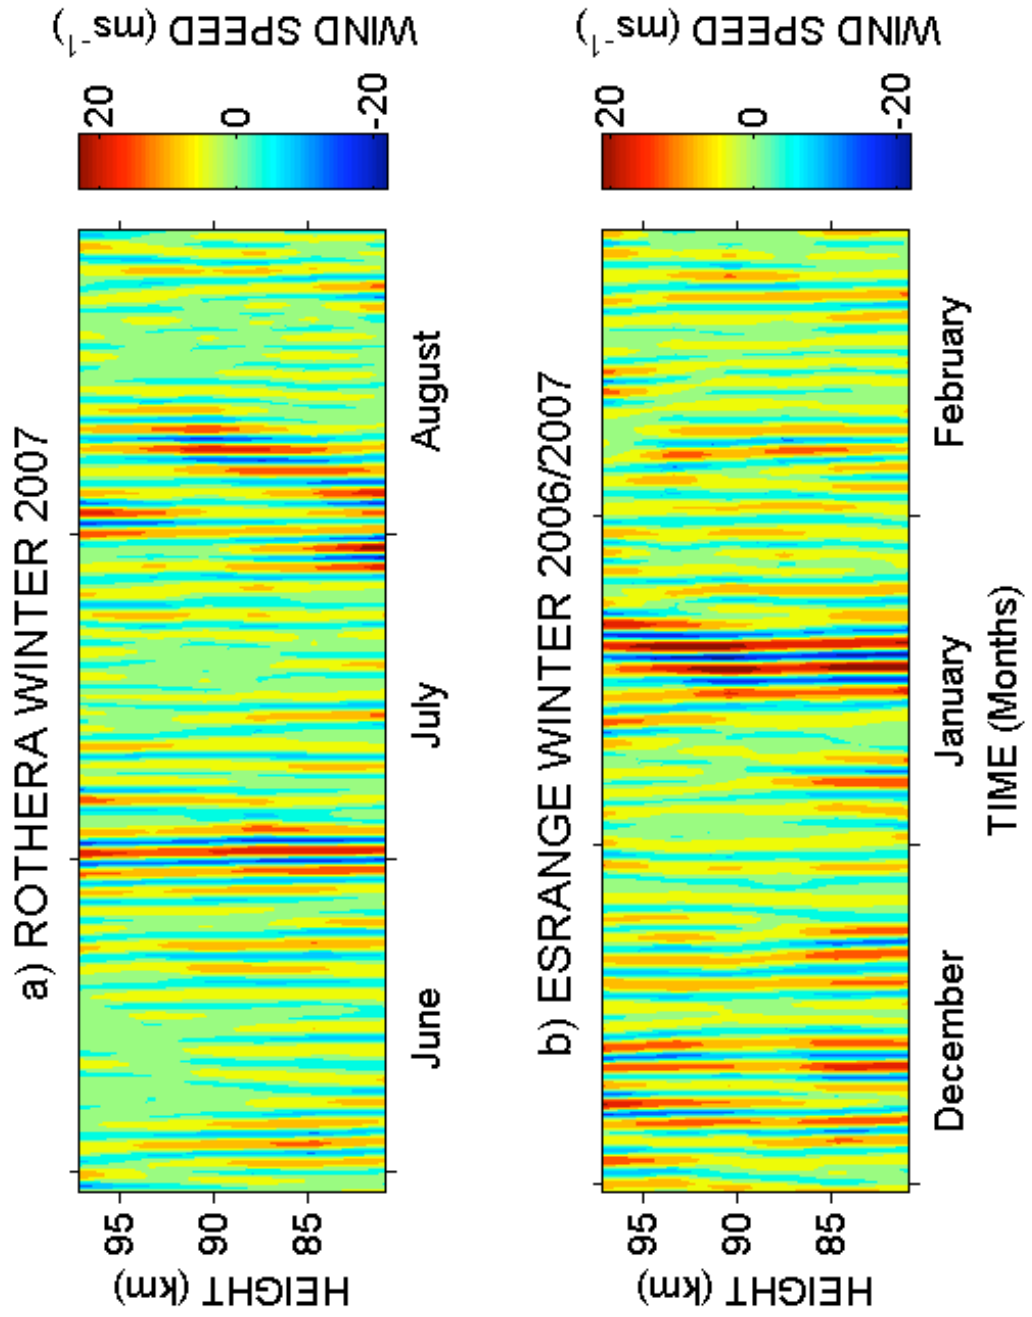 a) ROTHERA WINTER 2007
HEIGHT (km)
95
90
85
June
July
August
20
0
-20
WIND SPEED (ms⁻¹)
b) ESRANGE WINTER 2006/2007
HEIGHT (km)
95
90
85
December
January
February
TIME (Months)
20
0
-20
WIND SPEED (ms⁻¹)